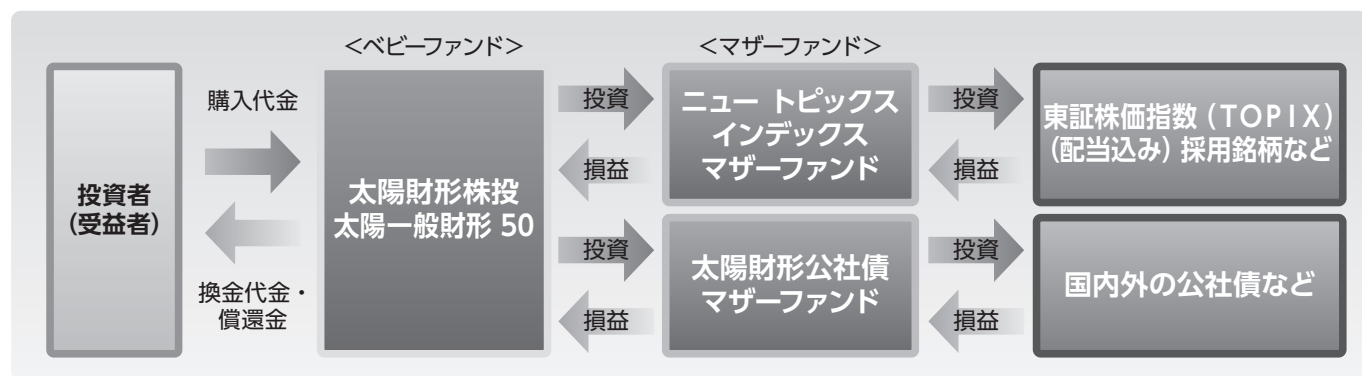 <ベビーファンド>
<マザーファンド>
投資者
(受益者)
購入代金
換金代金・
償還金
太陽財形株投
太陽一般財形 50
投資
損益
ニュー トピックス
インデックス
マザーファンド
投資
損益
東証株価指数(TOPIX)
(配当込み)採用銘柄など
投資
損益
太陽財形公社債
マザーファンド
投資
損益
国内外の公社債など